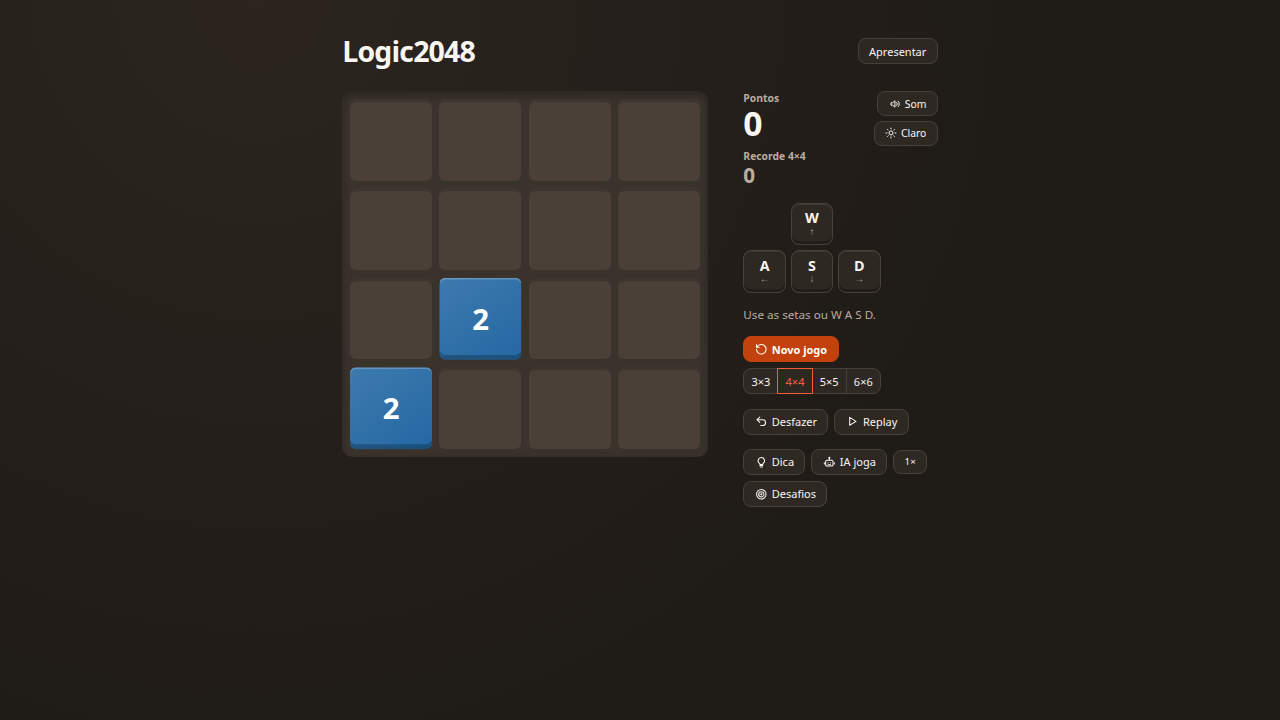 Logic2048
Apresentar
Pontos
0
Som
Claro
Recorde 4×4
0
W
↑
A
←
S
↓
D
→
Use as setas ou W A S D.
Novo jogo
3×3 4×4 5×5 6×6
Desfazer
Replay
Dica
IA joga
1×
Desafios
2
2